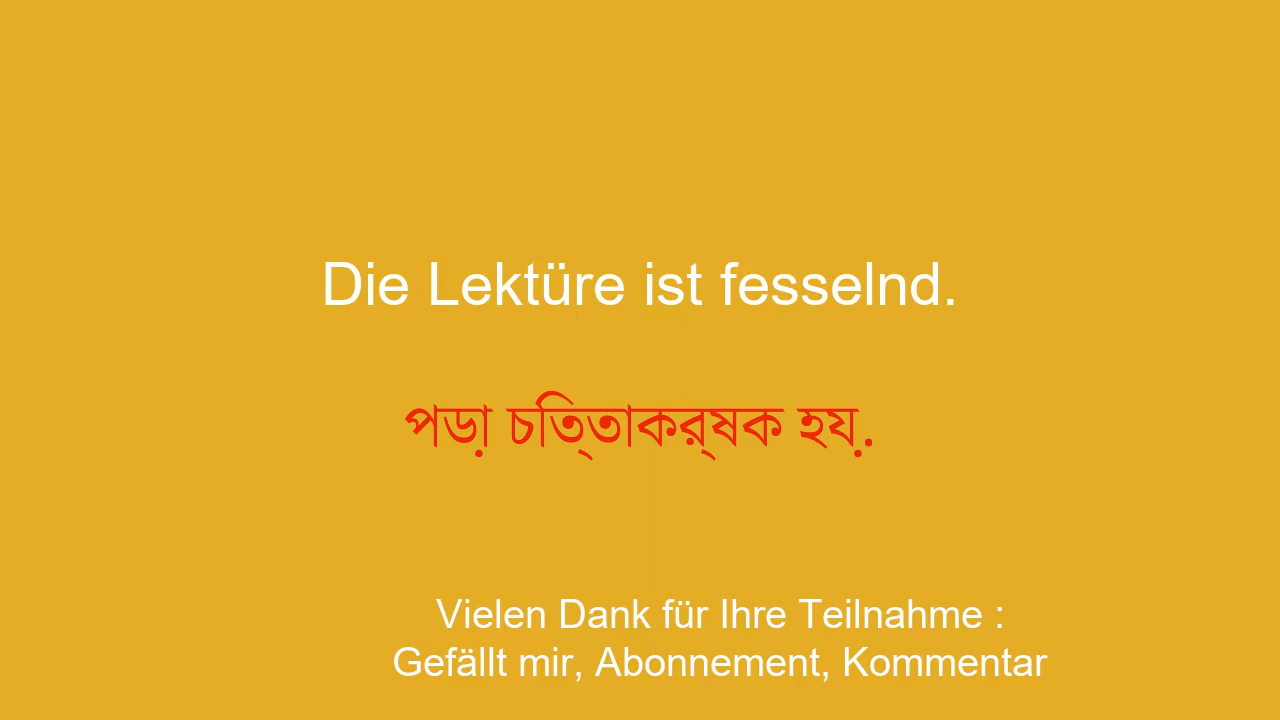 Die Lektüre ist fesselnd.
পড়া চিত্তাকর্ষক হয়.
Vielen Dank für Ihre Teilnahme :
Gefällt mir, Abonnement, Kommentar